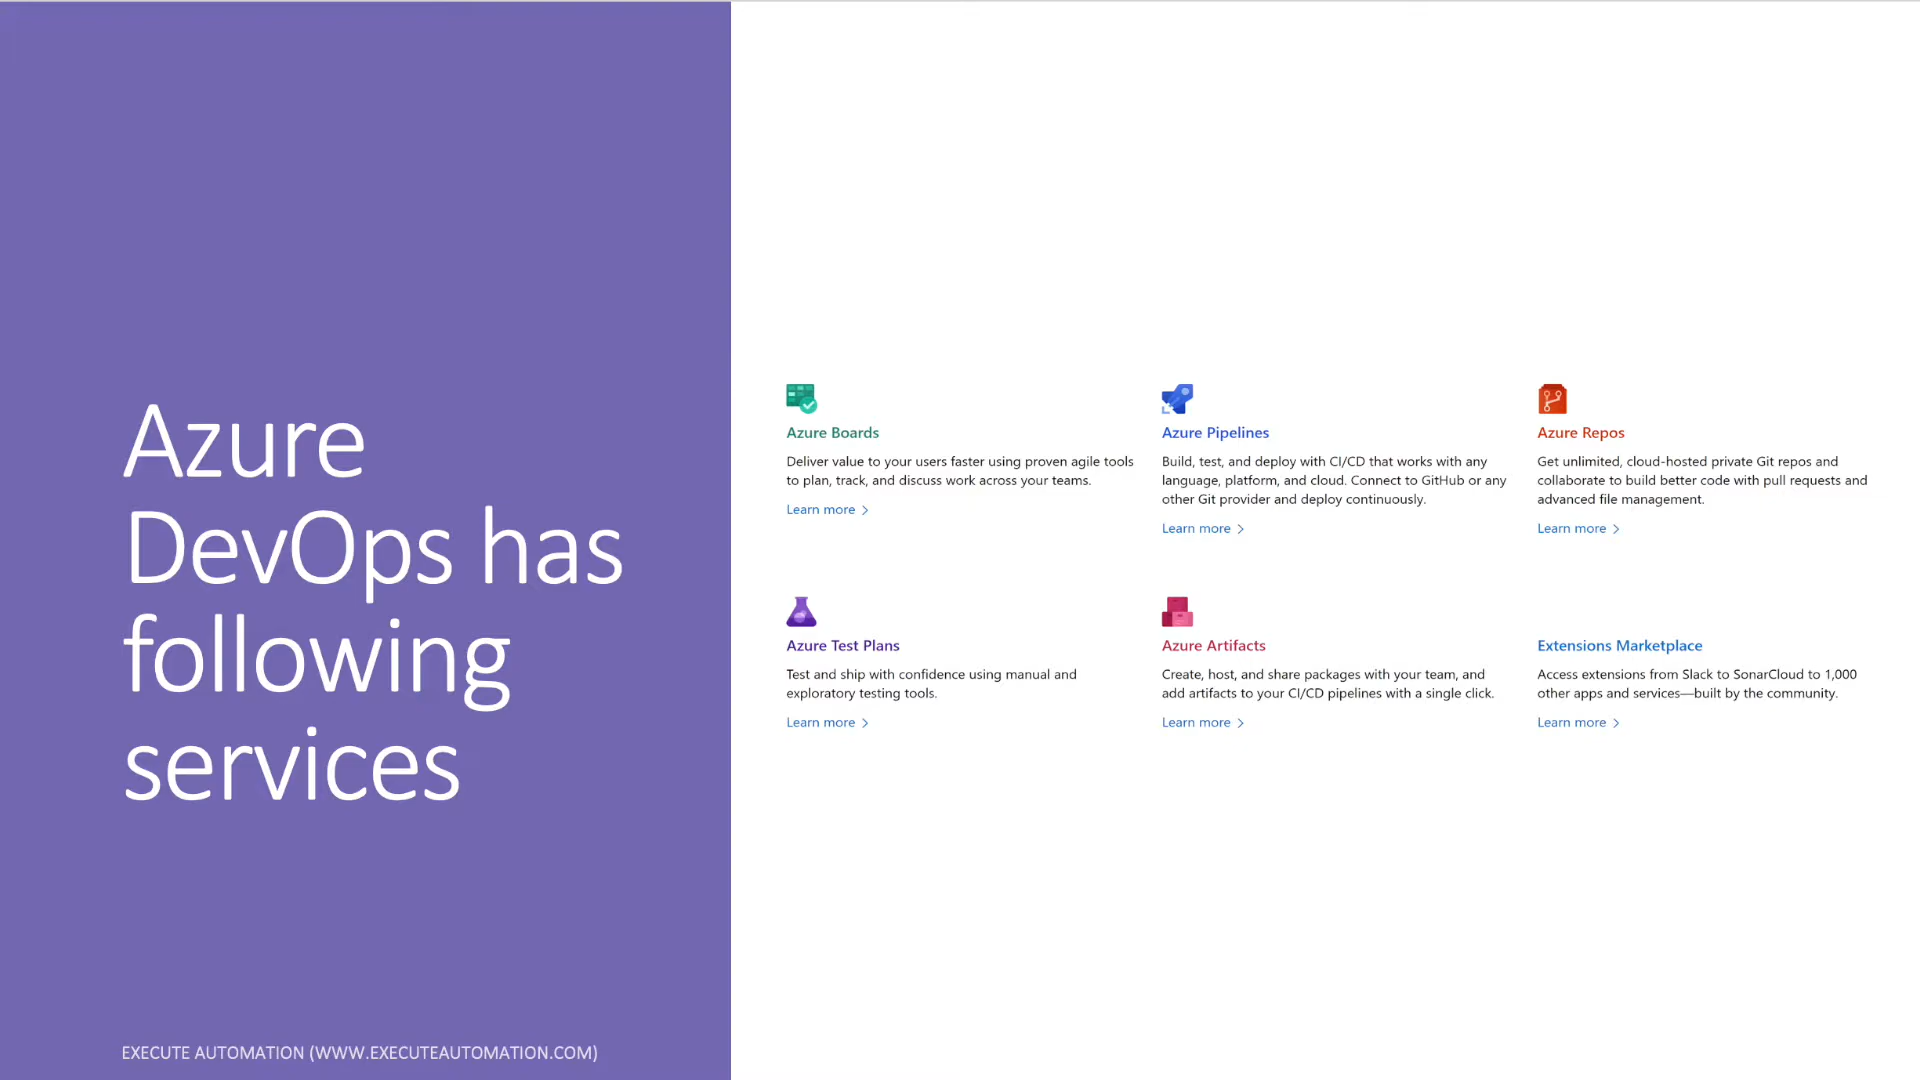 Azure
DevOps has
following
services
EXECUTE AUTOMATION (WWW.EXECUTEAUTOMATION.COM)
Azure Boards
Deliver value to your users faster using proven agile tools
to plan, track, and discuss work across your teams.
Learn more >
Azure Pipelines
Build, test, and deploy with CI/CD that works with any
language, platform, and cloud. Connect to GitHub or any
other Git provider and deploy continuously.
Learn more >
Azure Repos
Get unlimited, cloud-hosted private Git repos and
collaborate to build better code with pull requests and
advanced file management.
Learn more >
Azure Test Plans
Test and ship with confidence using manual and
exploratory testing tools.
Learn more >
Azure Artifacts
Create, host, and share packages with your team, and
add artifacts to your CI/CD pipelines with a single click.
Learn more >
Extensions Marketplace
Access extensions from Slack to SonarCloud to 1,000
other apps and services—built by the community.
Learn more >